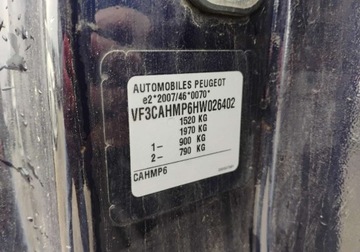 AUTOMOBILES PEUGEOT
e2*2007/46*0070*
VF3CAHMP6HW026402
1520 KG
1970 KG
1– 900 KG
2– 790 KG
CAHMP6